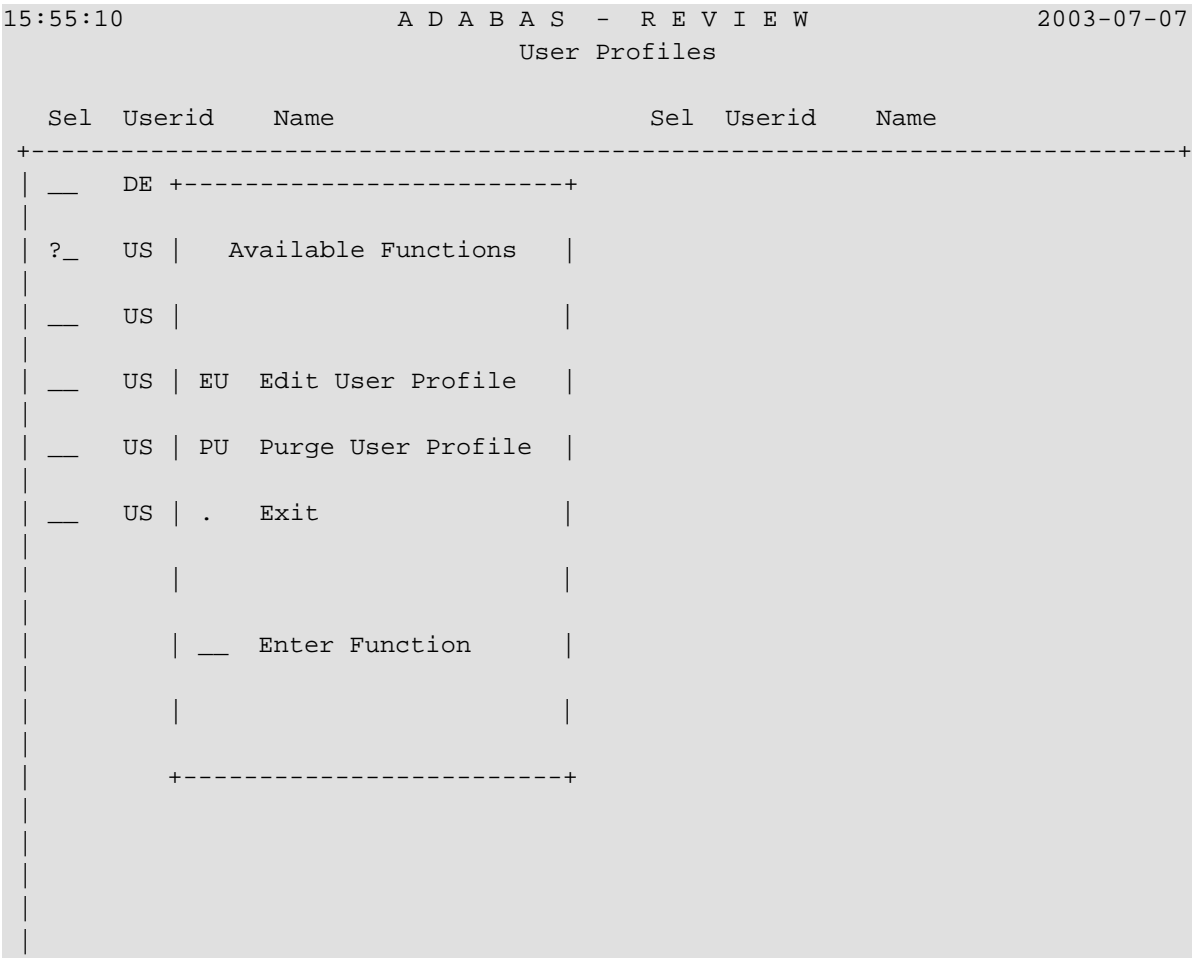 15:55:10                   A D A B A S  -  R E V I E W               2003-07-07
                                  User Profiles

   Sel  Userid    Name                     Sel  Userid    Name
 +----------------------------------------------------------------------------+
 | __   DE +-------------------------+
 |
 | ?_   US |   Available Functions   |
 |
 | __   US |                         |
 |
 | __   US | EU  Edit User Profile   |
 |
 | __   US | PU  Purge User Profile  |
 |
 | __   US | .   Exit                |
 |
 |         |                         |
 |
 |         | __  Enter Function      |
 |
 |         |                         |
 |
 |         +-------------------------+
 |
 |
 |
 |
 |